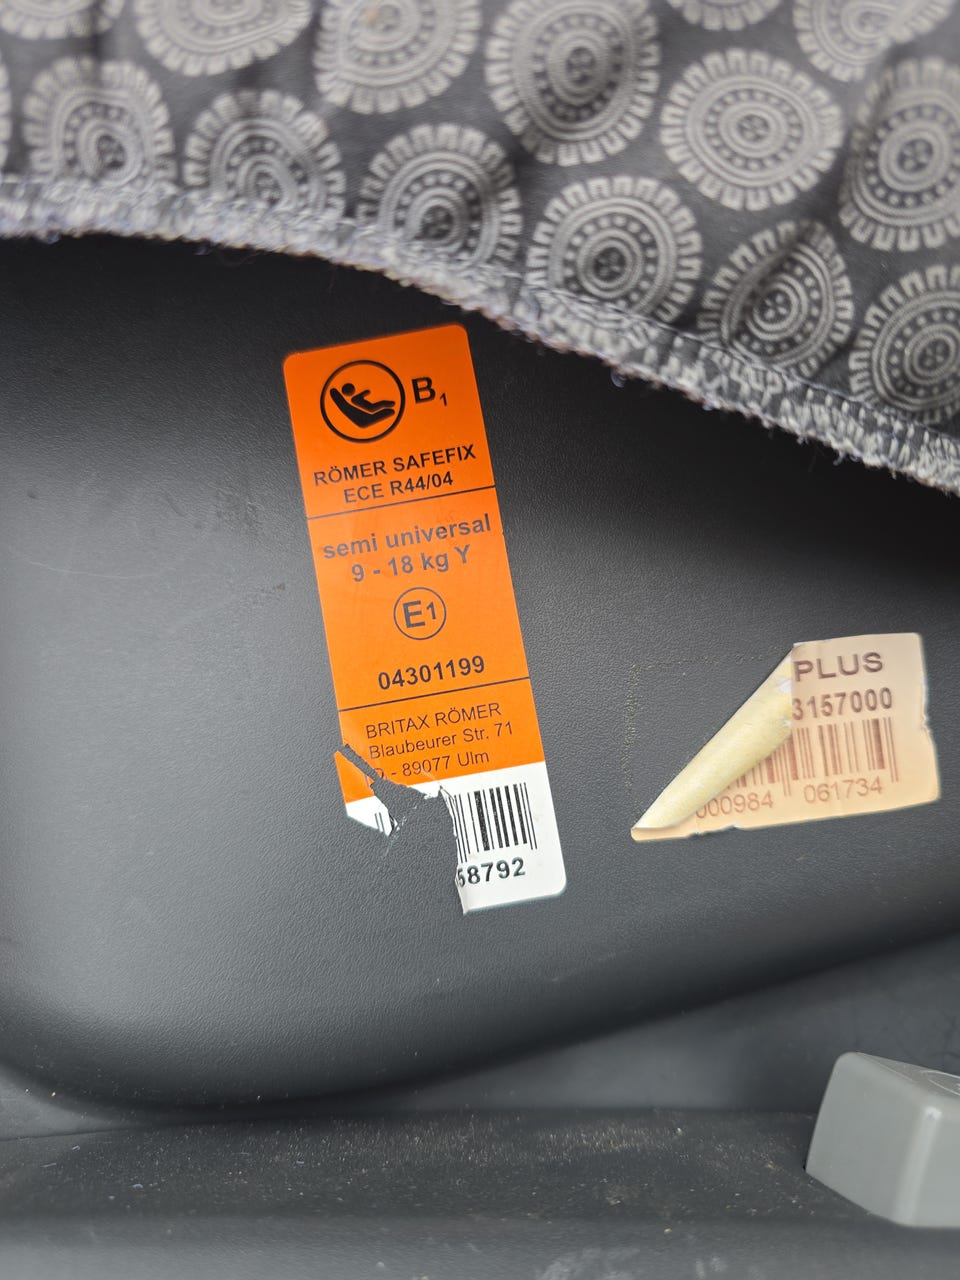 B1
RÖMER SAFEFIX
ECE R44/04
semi universal
9 - 18 kg Y
E1
04301199
BRITAX RÖMER
Blaubeurer Str. 71
D - 89077 Ulm
58792
PLUS
3157000
000984 061734